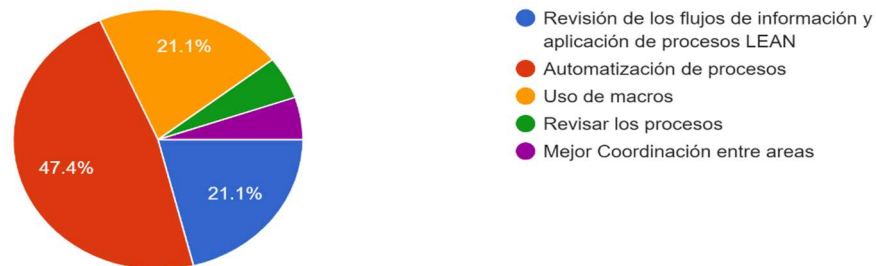 21.1%
47.4%
21.1%
Revisión de los flujos de información y
aplicación de procesos LEAN
Automatización de procesos
Uso de macros
Revisar los procesos
Mejor Coordinación entre areas